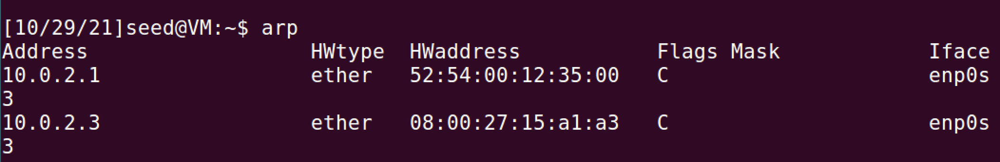 [10/29/21]seed@VM:~$ arp
Address                  HWtype  HWaddress           Flags Mask            Iface
10.0.2.1                 ether   52:54:00:12:35:00   C                     enp0s
3
10.0.2.3                 ether   08:00:27:15:a1:a3   C                     enp0s
3